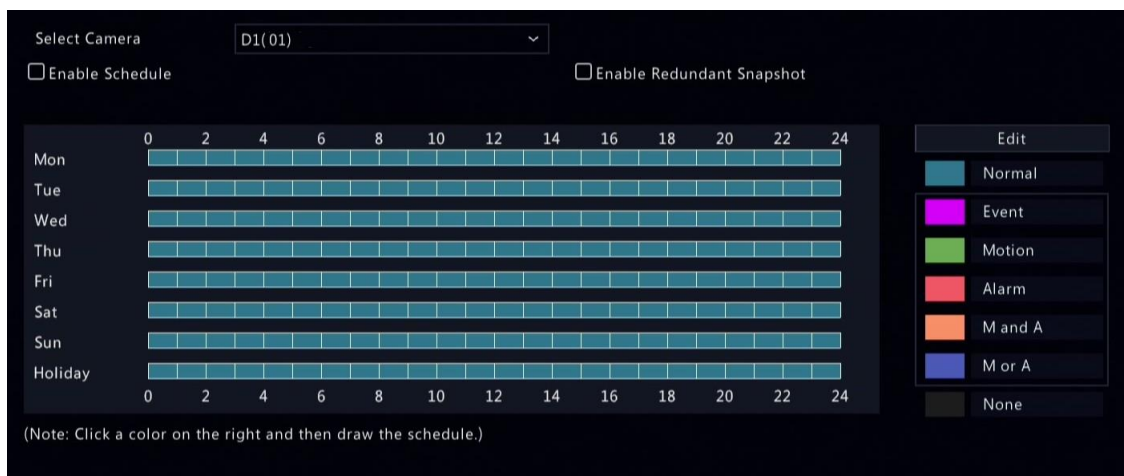 Select Camera D1(01)
Enable Schedule Enable Redundant Snapshot
0 2 4 6 8 10 12 14 16 18 20 22 24
Mon
Tue
Wed
Thu
Fri
Sat
Sun
Holiday
0 2 4 6 8 10 12 14 16 18 20 22 24
Edit
Normal
Event
Motion
Alarm
M and A
M or A
None
(Note: Click a color on the right and then draw the schedule.)